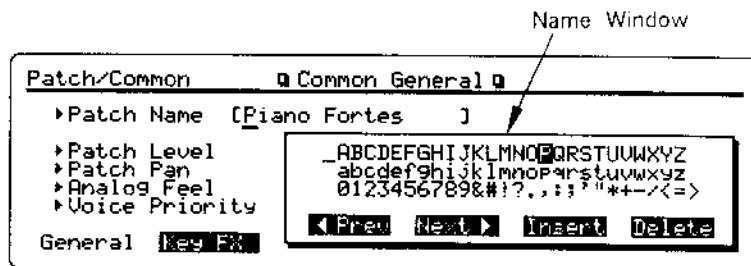 Name Window
Patch/Common Common General
▸Patch Name [Piano Fortes ]
▸Patch Level
▸Patch Pan
▸Analog Feel
▸Voice Priority
_ABCDEFGHIJKLMNOPQRSTUVWXYZ
abcdefghijklmnopqrstuvwxyz
0123456789&#!?.,:;'"*+-/<=>
◀ Prev Next ▶ Insert Delete
General Key FX